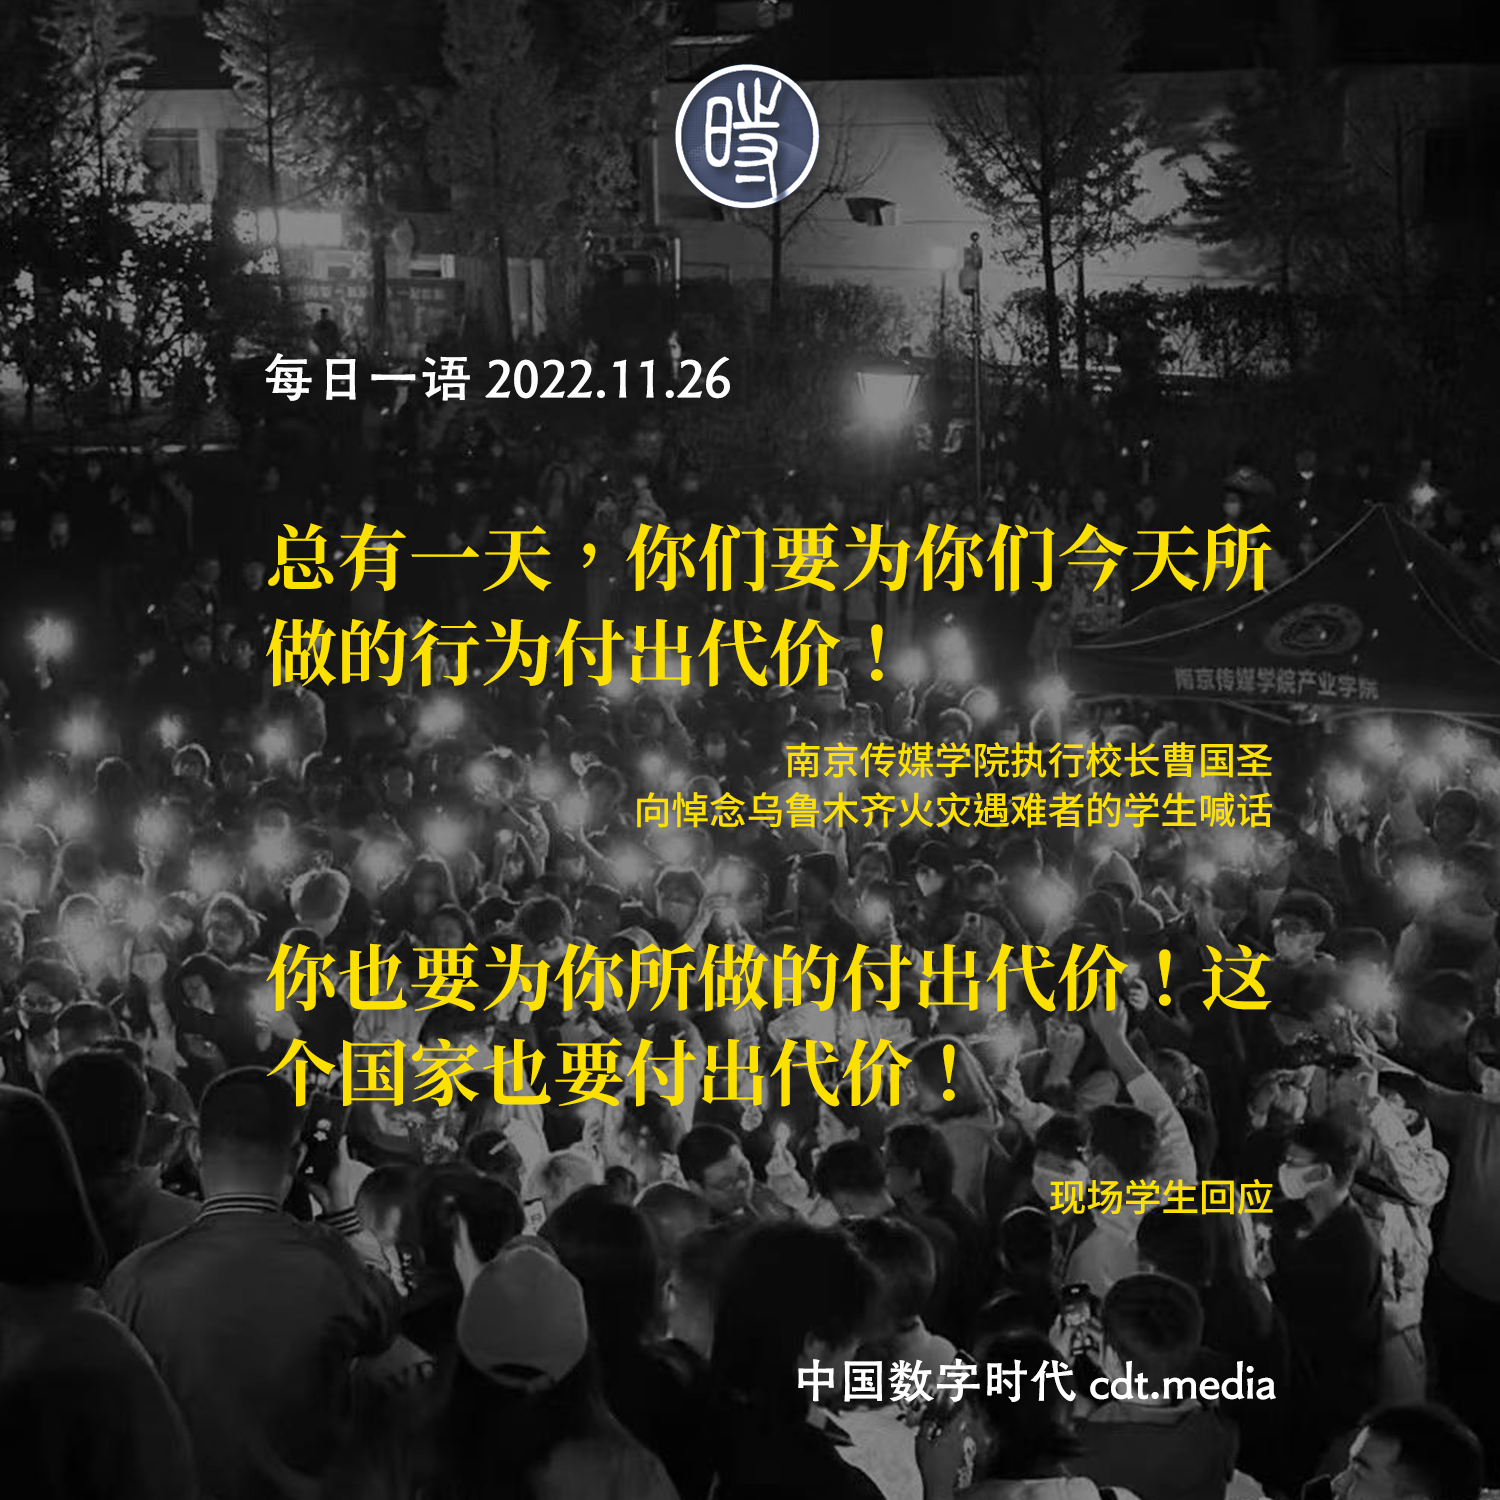 時
每日一语 2022.11.26
总有一天，你们要为你们今天所
做的行为付出代价！
南京传媒学院产业学院
南京传媒学院执行校长曹国圣
向悼念乌鲁木齐火灾遇难者的学生喊话
你也要为你所做的付出代价！这
个国家也要付出代价！
现场学生回应
中国数字时代 cdt.media